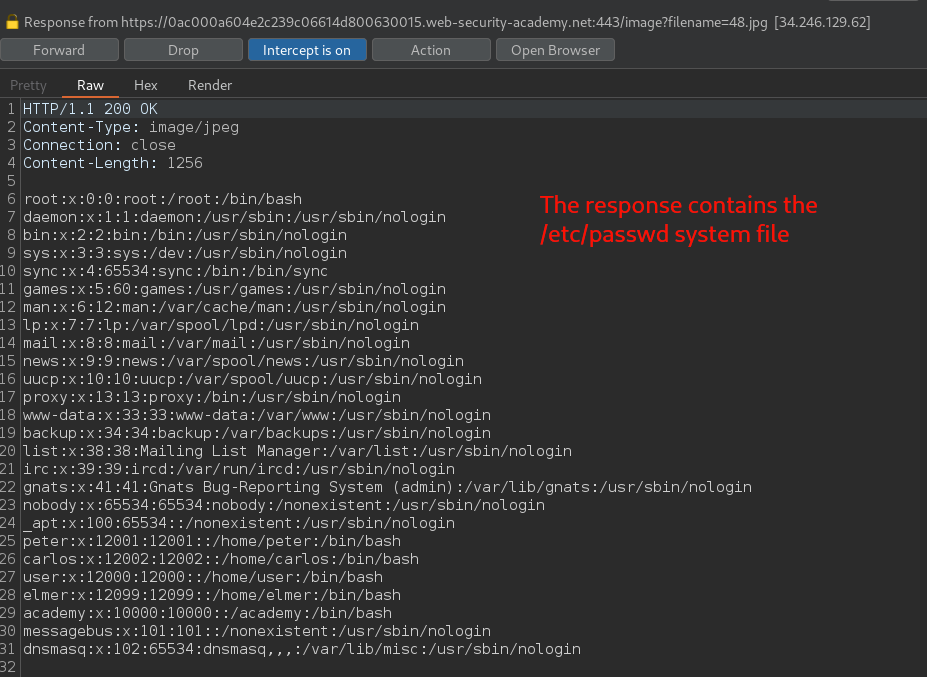 Response from https://0ac000a604e2c239c06614d800630015.web-security-academy.net:443/image?filename=48.jpg [34.246.129.62]
Forward Drop Intercept is on Action Open Browser
Pretty Raw Hex Render
1 HTTP/1.1 200 OK
2 Content-Type: image/jpeg
3 Connection: close
4 Content-Length: 1256
5
6 root:x:0:0:root:/root:/bin/bash
7 daemon:x:1:1:daemon:/usr/sbin:/usr/sbin/nologin
8 bin:x:2:2:bin:/bin:/usr/sbin/nologin
9 sys:x:3:3:sys:/dev:/usr/sbin/nologin
10 sync:x:4:65534:sync:/bin:/bin/sync
11 games:x:5:60:games:/usr/games:/usr/sbin/nologin
12 man:x:6:12:man:/var/cache/man:/usr/sbin/nologin
13 lp:x:7:7:lp:/var/spool/lpd:/usr/sbin/nologin
14 mail:x:8:8:mail:/var/mail:/usr/sbin/nologin
15 news:x:9:9:news:/var/spool/news:/usr/sbin/nologin
16 uucp:x:10:10:uucp:/var/spool/uucp:/usr/sbin/nologin
17 proxy:x:13:13:proxy:/bin:/usr/sbin/nologin
18 www-data:x:33:33:www-data:/var/www:/usr/sbin/nologin
19 backup:x:34:34:backup:/var/backups:/usr/sbin/nologin
20 list:x:38:38:Mailing List Manager:/var/list:/usr/sbin/nologin
21 irc:x:39:39:ircd:/var/run/ircd:/usr/sbin/nologin
22 gnats:x:41:41:Gnats Bug-Reporting System (admin):/var/lib/gnats:/usr/sbin/nologin
23 nobody:x:65534:65534:nobody:/nonexistent:/usr/sbin/nologin
24 _apt:x:100:65534::/nonexistent:/usr/sbin/nologin
25 peter:x:12001:12001::/home/peter:/bin/bash
26 carlos:x:12002:12002::/home/carlos:/bin/bash
27 user:x:12000:12000::/home/user:/bin/bash
28 elmer:x:12099:12099::/home/elmer:/bin/bash
29 academy:x:10000:10000::/academy:/bin/bash
30 messagebus:x:101:101::/nonexistent:/usr/sbin/nologin
31 dnsmasq:x:102:65534:dnsmasq,,,:/var/lib/misc:/usr/sbin/nologin
32
The response contains the
/etc/passwd system file